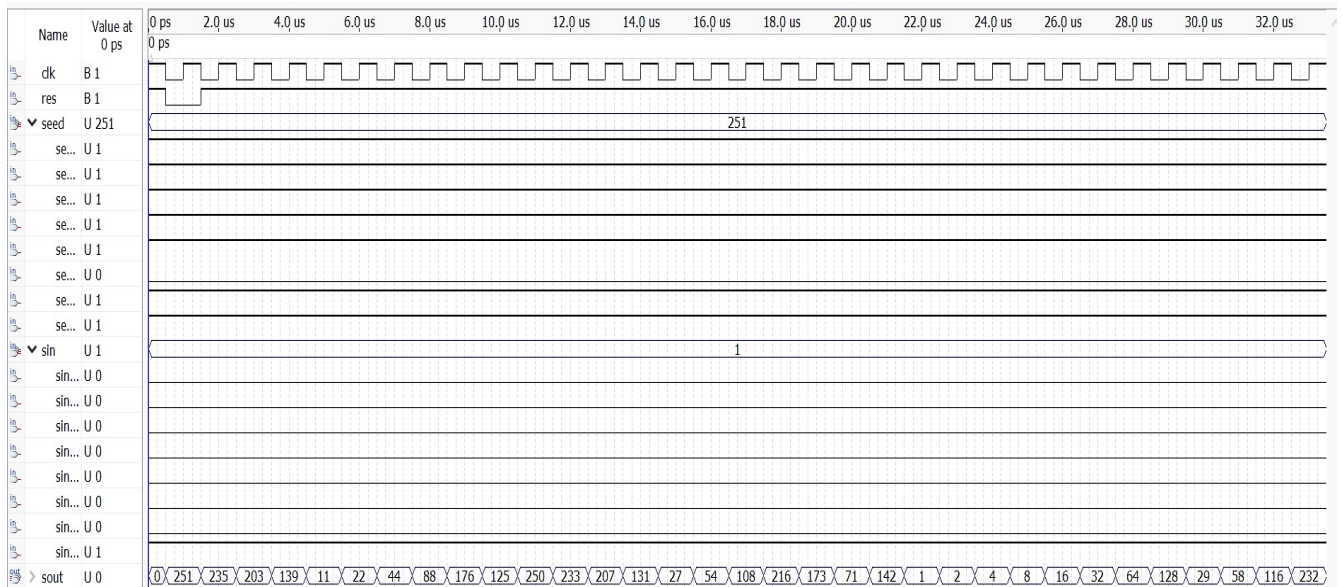 Name Value at 0 ps
0 ps 2.0 us 4.0 us 6.0 us 8.0 us 10.0 us 12.0 us 14.0 us 16.0 us 18.0 us 20.0 us 22.0 us 24.0 us 26.0 us 28.0 us 30.0 us 32.0 us
0 ps
clk B 1
res B 1
seed U 251 251
se... U 1
se... U 1
se... U 1
se... U 1
se... U 1
se... U 0
se... U 1
se... U 1
sin U 1 1
sin... U 0
sin... U 0
sin... U 0
sin... U 0
sin... U 0
sin... U 0
sin... U 0
sin... U 1
sout U 0 0 251 235 203 139 11 22 44 88 176 125 250 233 207 131 27 54 108 216 173 71 142 1 2 4 8 16 32 64 128 29 58 116 232